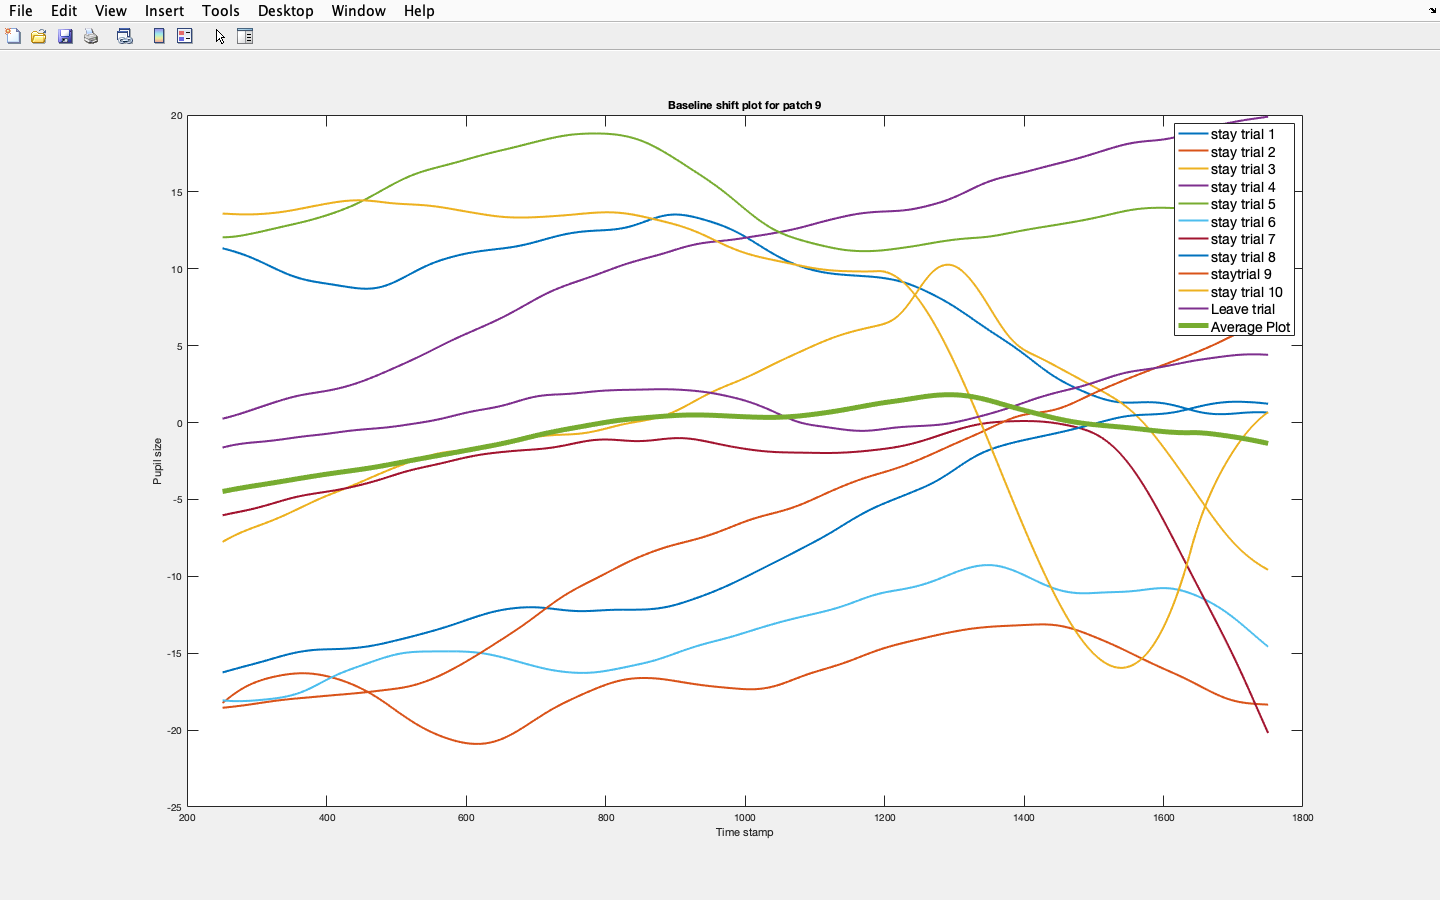 File Edit View Insert Tools Desktop Window Help
Baseline shift plot for patch 9
20
15
10
5
0
-5
-10
-15
-20
-25
Pupil size
200 400 600 800 1000 1200 1400 1600 1800
Time stamp
stay trial 1
stay trial 2
stay trial 3
stay trial 4
stay trial 5
stay trial 6
stay trial 7
stay trial 8
staytrial 9
stay trial 10
Leave trial
Average Plot